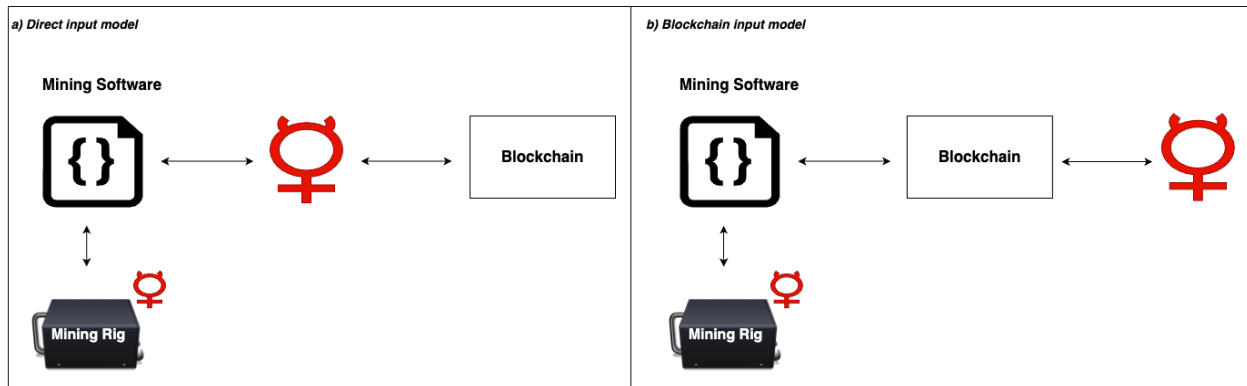 a) Direct input model
Mining Software
{ }
Blockchain
Mining Rig
b) Blockchain input model
Mining Software
{ }
Blockchain
Mining Rig